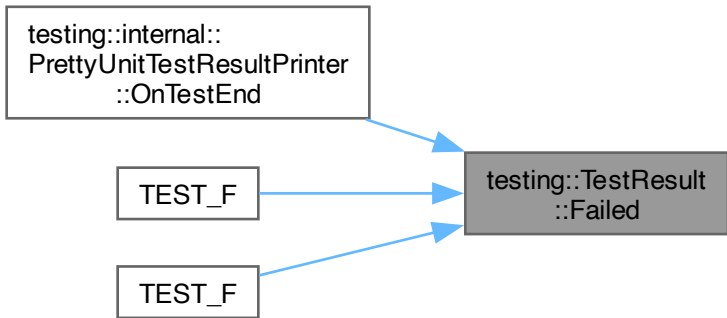 testing::internal::
PrettyUnitTestResultPrinter
::OnTestEnd
TEST_F
TEST_F
testing::TestResult
::Failed